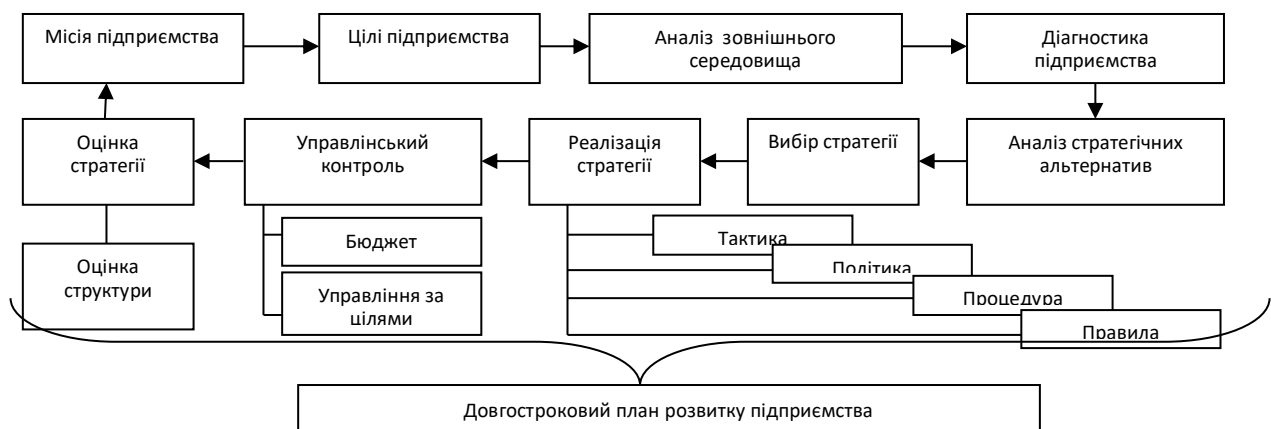 Місія підприємства
Цілі підприємства
Аналіз зовнішнього
середовища
Діагностика
підприємства
Оцінка
стратегії
Управлінський
контроль
Реалізація
стратегії
Вибір стратегії
Аналіз стратегічних
альтернатив
Оцінка
структури
Бюджет
Управління за
цілями
Тактика
Політика
Процедура
Правила
Довгостроковий план розвитку підприємства